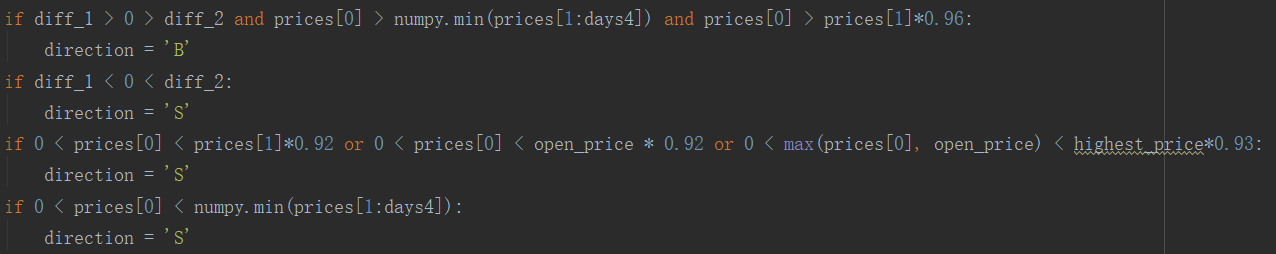 if diff_1 > 0 > diff_2 and prices[0] > numpy.min(prices[1:days4]) and prices[0] > prices[1]*0.96:
    direction = 'B'
if diff_1 < 0 < diff_2:
    direction = 'S'
if 0 < prices[0] < prices[1]*0.92 or 0 < prices[0] < open_price * 0.92 or 0 < max(prices[0], open_price) < highest_price*0.93:
    direction = 'S'
if 0 < prices[0] < numpy.min(prices[1:days4]):
    direction = 'S'